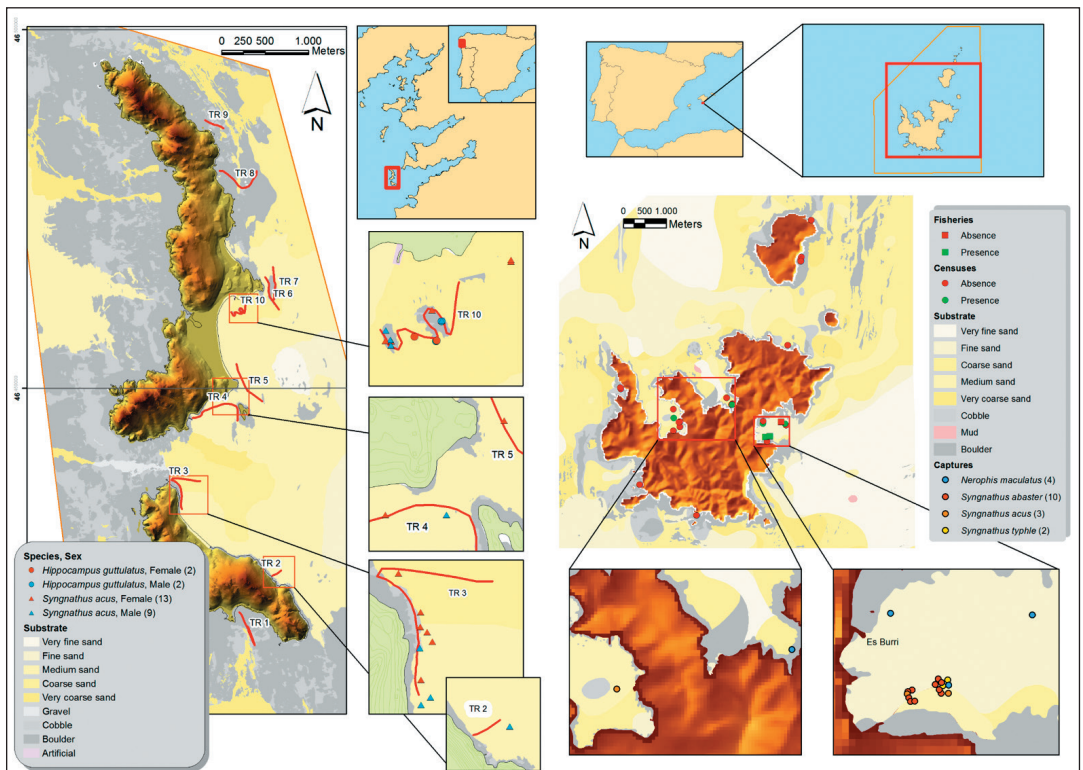 46
0 250 500 1.000
Meters
N
TR 9
TR 8
TR 7
TR 6
TR 10
TR 5
46
TR 4
TR 3
TR 2
TR 1
Species, Sex
Hippocampus guttulatus, Female (2)
Hippocampus guttulatus, Male (2)
Syngnathus acus, Female (13)
Syngnathus acus, Male (9)
Substrate
Very fine sand
Fine sand
Medium sand
Coarse sand
Very coarse sand
Gravel
Cobble
Boulder
Artificial
TR 10
TR 5
TR 4
TR 3
TR 2
N
0 500 1.000
Meters
Fisheries
Absence
Presence
Censuses
Absence
Presence
Substrate
Very fine sand
Fine sand
Coarse sand
Medium sand
Very coarse sand
Cobble
Mud
Boulder
Captures
Nerophis maculatus (4)
Syngnathus abaster (10)
Syngnathus acus (3)
Syngnathus typhle (2)
Es Burri